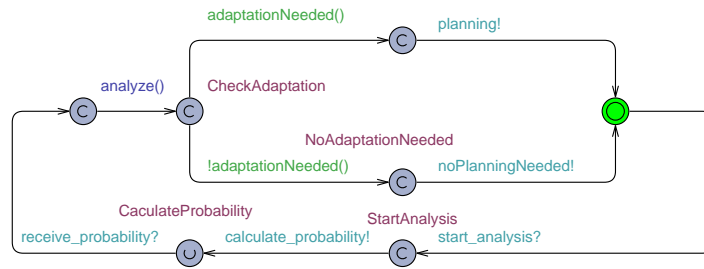 adaptationNeeded()
planning!
analyze()
C
C
C
CheckAdaptation
NoAdaptationNeeded
!adaptationNeeded()
noPlanningNeeded!
C
CaculateProbability
StartAnalysis
receive_probability?
calculate_probability!
start_analysis?
U
C